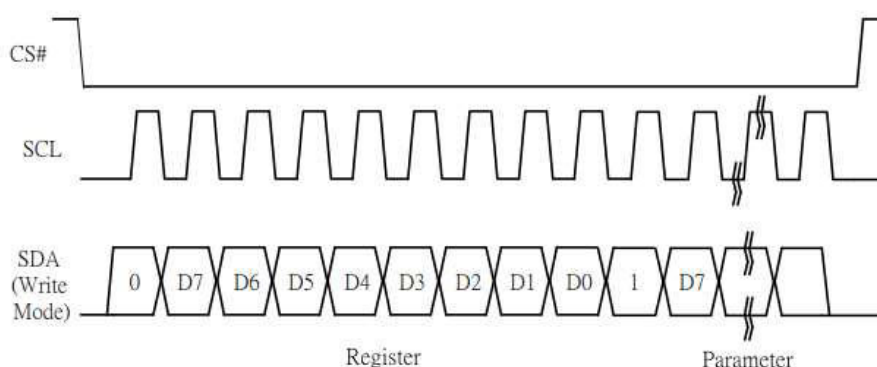 CS#
SCL
SDA
(Write
Mode)
0 D7 D6 D5 D4 D3 D2 D1 D0 1 D7
Register Parameter